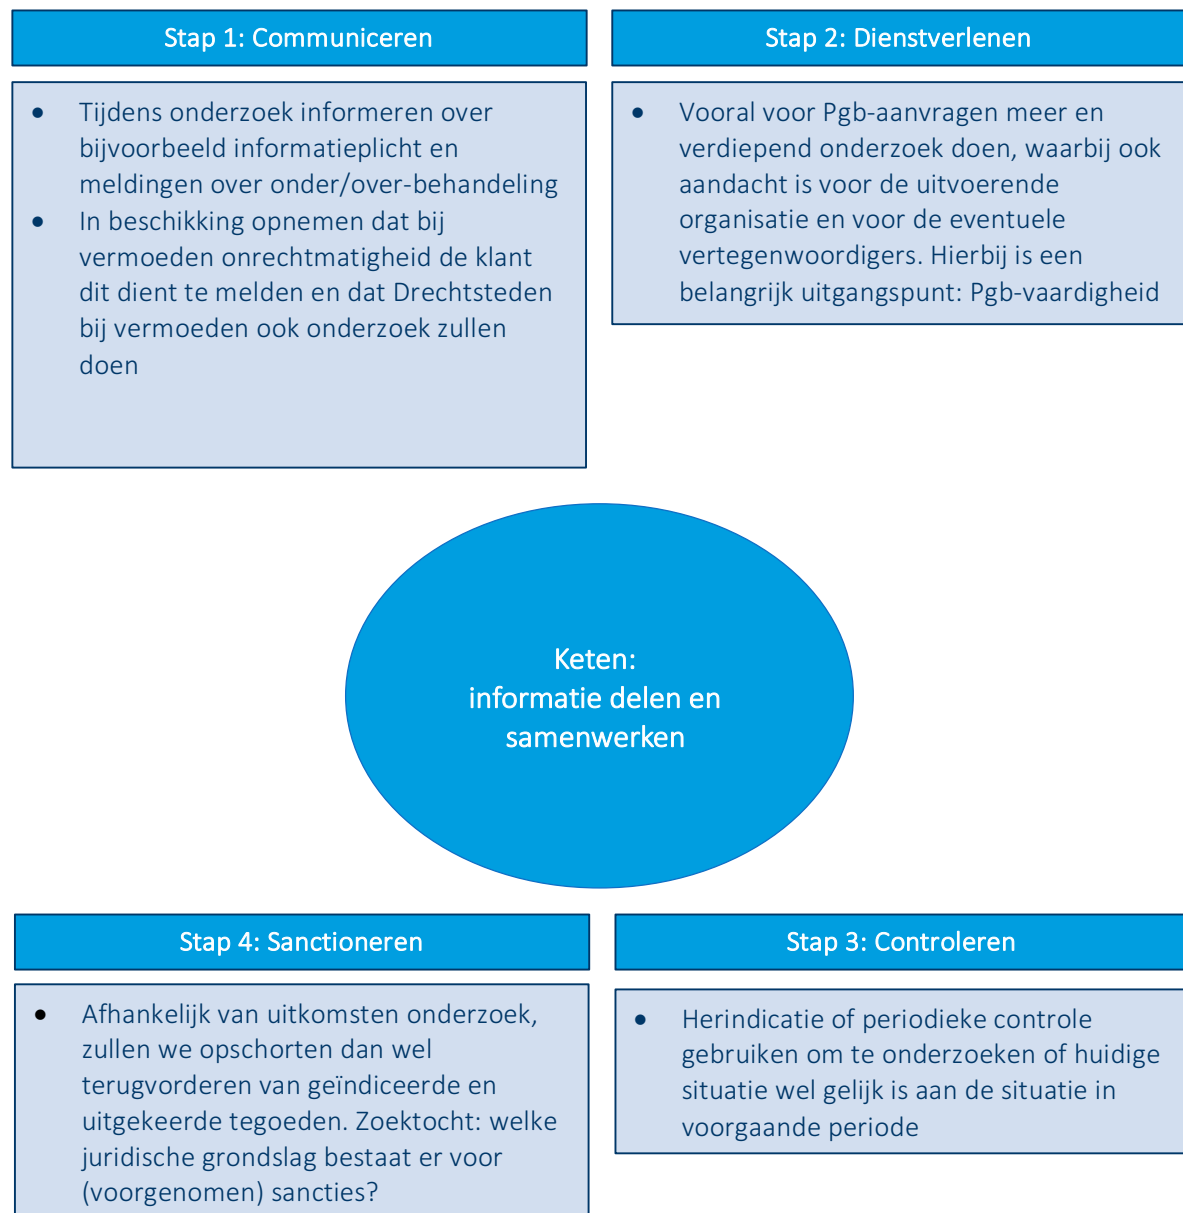 Stap 1: Communiceren
• Tijdens onderzoek informeren over
bijvoorbeeld informatieplicht en
meldingen over onder/over-behandeling
• In beschikking opnemen dat bij
vermoeden onrechtmatigheid de klant
dit dient te melden en dat Drechtsteden
bij vermoeden ook onderzoek zullen
doen
Stap 2: Dienstverlenen
• Vooral voor Pgb-aanvragen meer en
verdiepend onderzoek doen, waarbij ook
aandacht is voor de uitvoerende
organisatie en voor de eventuele
vertegenwoordigers. Hierbij is een
belangrijk uitgangspunt: Pgb-vaardigheid
Keten:
informatie delen en
samenwerken
Stap 4: Sanctioneren
• Afhankelijk van uitkomsten onderzoek,
zullen we opschorten dan wel
terugvorderen van geïndiceerde en
uitgekeerde tegoeden. Zoektocht: welke
juridische grondslag bestaat er voor
(voorgenomen) sancties?
Stap 3: Controleren
• Herindicatie of periodieke controle
gebruiken om te onderzoeken of huidige
situatie wel gelijk is aan de situatie in
voorgaande periode